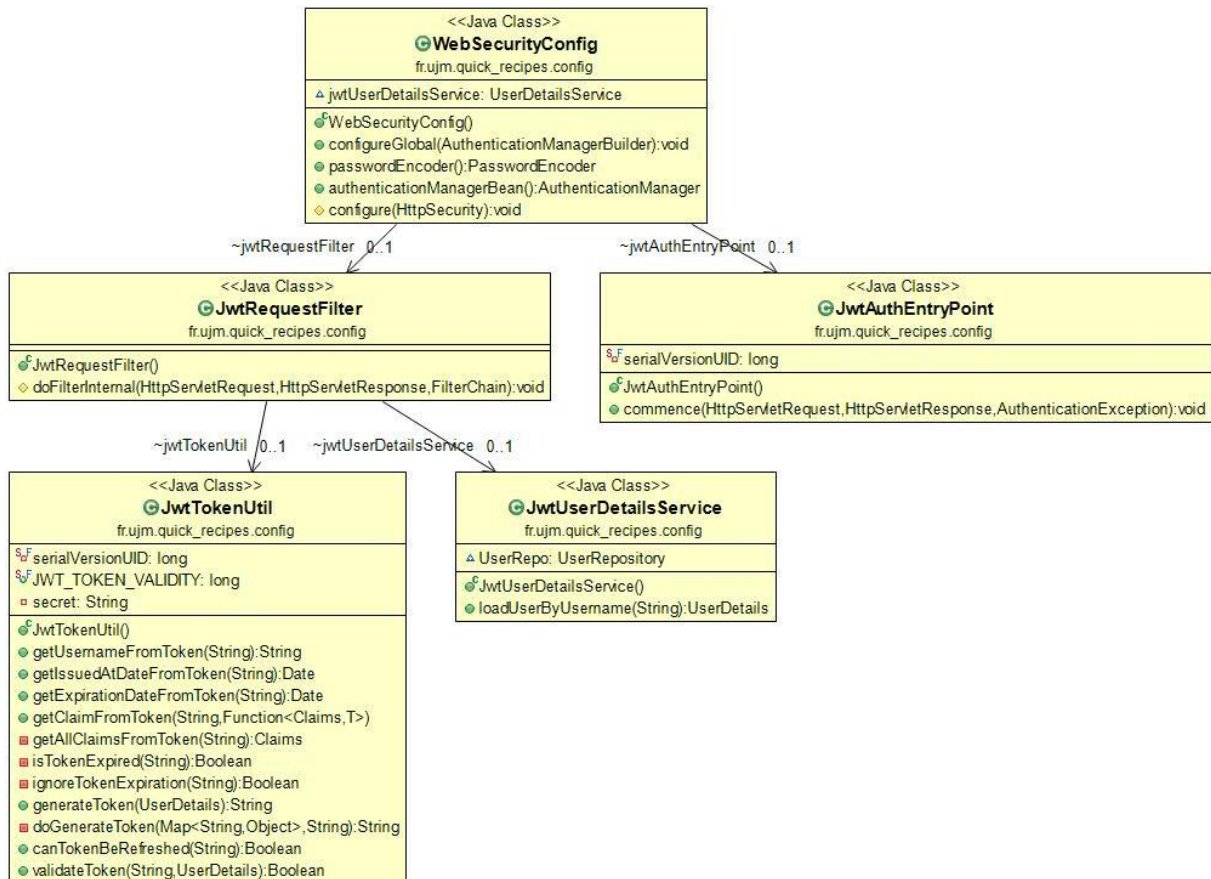 <<Java Class>>
WebSecurityConfig
fr.ujm.quick_recipes.config
jwtUserDetailsService: UserDetailsService
WebSecurityConfig()
configureGlobal(AuthenticationManagerBuilder):void
passwordEncoder():PasswordEncoder
authenticationManagerBean():AuthenticationManager
configure(HttpSecurity):void
~jwtRequestFilter 0..1
~jwtAuthEntryPoint 0..1
<<Java Class>>
JwtRequestFilter
fr.ujm.quick_recipes.config
JwtRequestFilter()
doFilterInternal(HttpServletRequest,HttpServletResponse,FilterChain):void
<<Java Class>>
JwtAuthEntryPoint
fr.ujm.quick_recipes.config
serialVersionUID: long
JwtAuthEntryPoint()
commence(HttpServletRequest,HttpServletResponse,AuthenticationException):void
~jwtTokenUtil 0..1
~jwtUserDetailsService 0..1
<<Java Class>>
JwtTokenUtil
fr.ujm.quick_recipes.config
serialVersionUID: long
JWT_TOKEN_VALIDITY: long
secret: String
JwtTokenUtil()
getUsernameFromToken(String):String
getIssuedAtDateFromToken(String):Date
getExpirationDateFromToken(String):Date
getClaimFromToken(String,Function<Claims,T>)
getAllClaimsFromToken(String):Claims
isTokenExpired(String):Boolean
ignoreTokenExpiration(String):Boolean
generateToken(UserDetails):String
doGenerateToken(Map<String,Object>,String):String
canTokenBeRefreshed(String):Boolean
validateToken(String,UserDetails):Boolean
<<Java Class>>
JwtUserDetailsService
fr.ujm.quick_recipes.config
UserRepo: UserRepository
JwtUserDetailsService()
loadUserByUsername(String):UserDetails